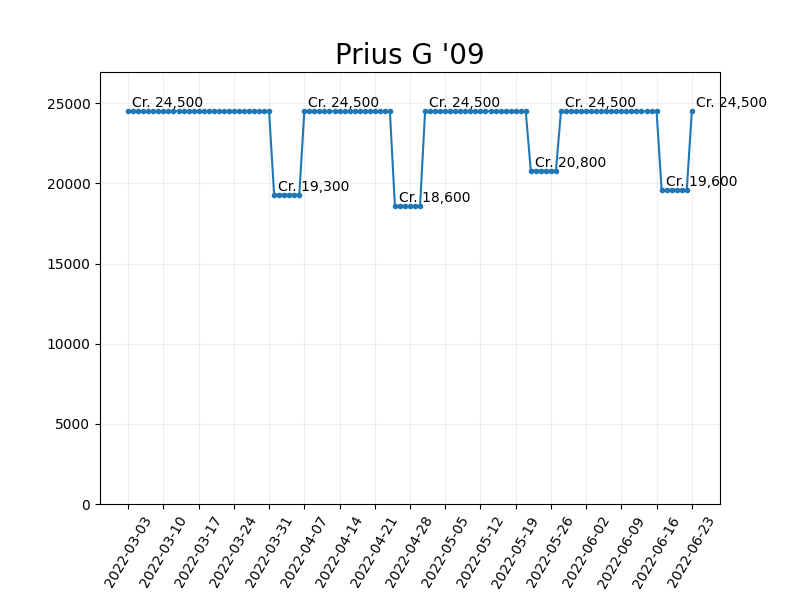 Prius G '09
Cr. 24,500
Cr. 24,500
Cr. 24,500
Cr. 24,500
Cr. 24,500
Cr. 19,300
Cr. 18,600
Cr. 20,800
Cr. 19,600
25000
20000
15000
10000
5000
0
2022-03-03
2022-03-10
2022-03-17
2022-03-24
2022-03-31
2022-04-07
2022-04-14
2022-04-21
2022-04-28
2022-05-05
2022-05-12
2022-05-19
2022-05-26
2022-06-02
2022-06-09
2022-06-16
2022-06-23